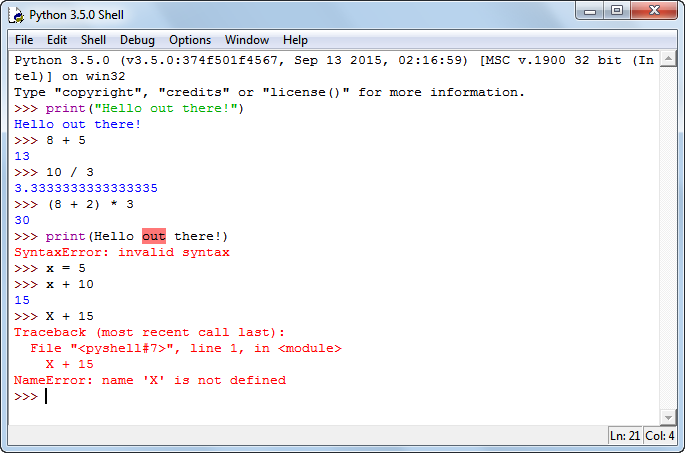 Python 3.5.0 Shell
File Edit Shell Debug Options Window Help
Python 3.5.0 (v3.5.0:374f501f4567, Sep 13 2015, 02:16:59) [MSC v.1900 32 bit (In
tel)] on win32
Type "copyright", "credits" or "license()" for more information.
>>> print("Hello out there!")
Hello out there!
>>> 8 + 5
13
>>> 10 / 3
3.3333333333333335
>>> (8 + 2) * 3
30
>>> print(Hello out there!)
SyntaxError: invalid syntax
>>> x = 5
>>> x + 10
15
>>> X + 15
Traceback (most recent call last):
  File "<pyshell#7>", line 1, in <module>
    X + 15
NameError: name 'X' is not defined
>>>
Ln: 21 Col: 4